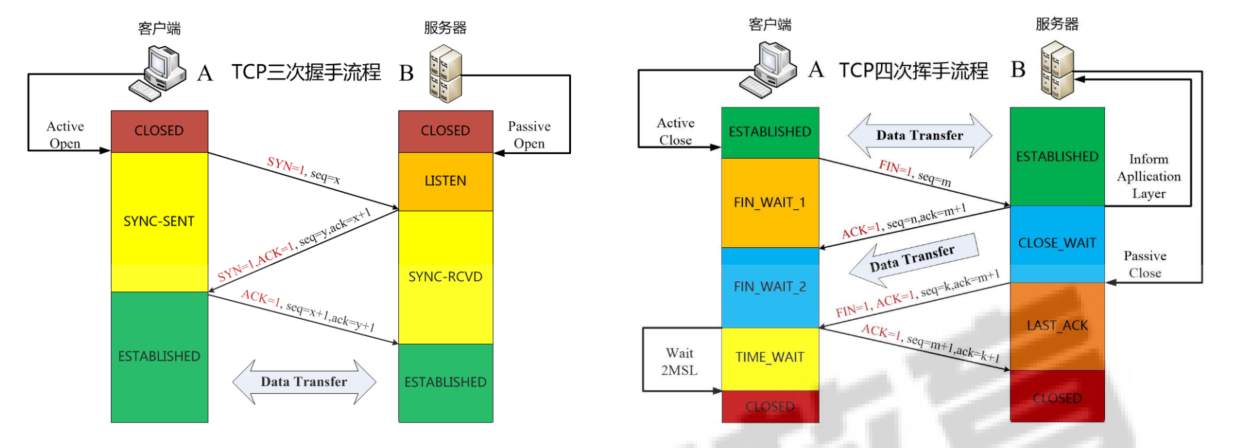 客户端
服务器
A
TCP三次握手流程
B
Active
Open
CLOSED
CLOSED
Passive
Open
SYN=1, seq=x
LISTEN
SYNC-SENT
SYN=1,ACK=1, seq=y,ack=x+1
SYNC-RCVD
ACK=1, seq=x+1,ack=y+1
ESTABLISHED
Data Transfer
ESTABLISHED
客户端
服务器
A
TCP四次挥手流程
B
Active
Close
ESTABLISHED
Data Transfer
ESTABLISHED
Inform
Apllication
Layer
FIN=1, seq=m
FIN_WAIT_1
ACK=1, seq=n,ack=m+1
CLOSE_WAIT
Data Transfer
Passive
Close
FIN_WAIT_2
FIN=1, ACK=1, seq=k,ack=m+1
LAST_ACK
ACK=1, seq=m+1,ack=k+1
Wait
2MSL
TIME_WAIT
CLOSED
CLOSED